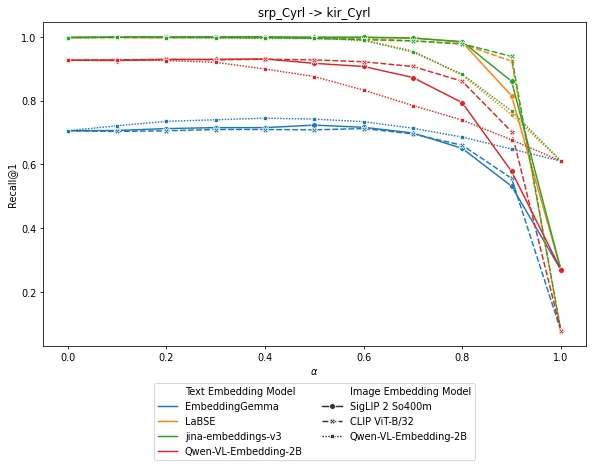 srp_Cyrl -> kir_Cyrl
Recall@1
1.0
0.8
0.6
0.4
0.2
0.0 0.2 0.4 0.6 0.8 1.0
α
Text Embedding Model Image Embedding Model
EmbeddingGemma SigLIP 2 So400m
LaBSE CLIP ViT-B/32
jina-embeddings-v3 Qwen-VL-Embedding-2B
Qwen-VL-Embedding-2B